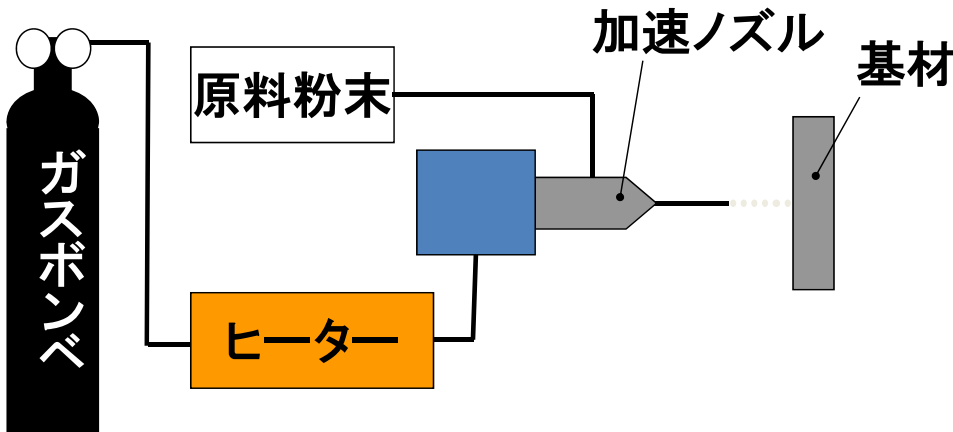 加速ノズル
基材
原料粉末
ガスボンベ
ヒーター